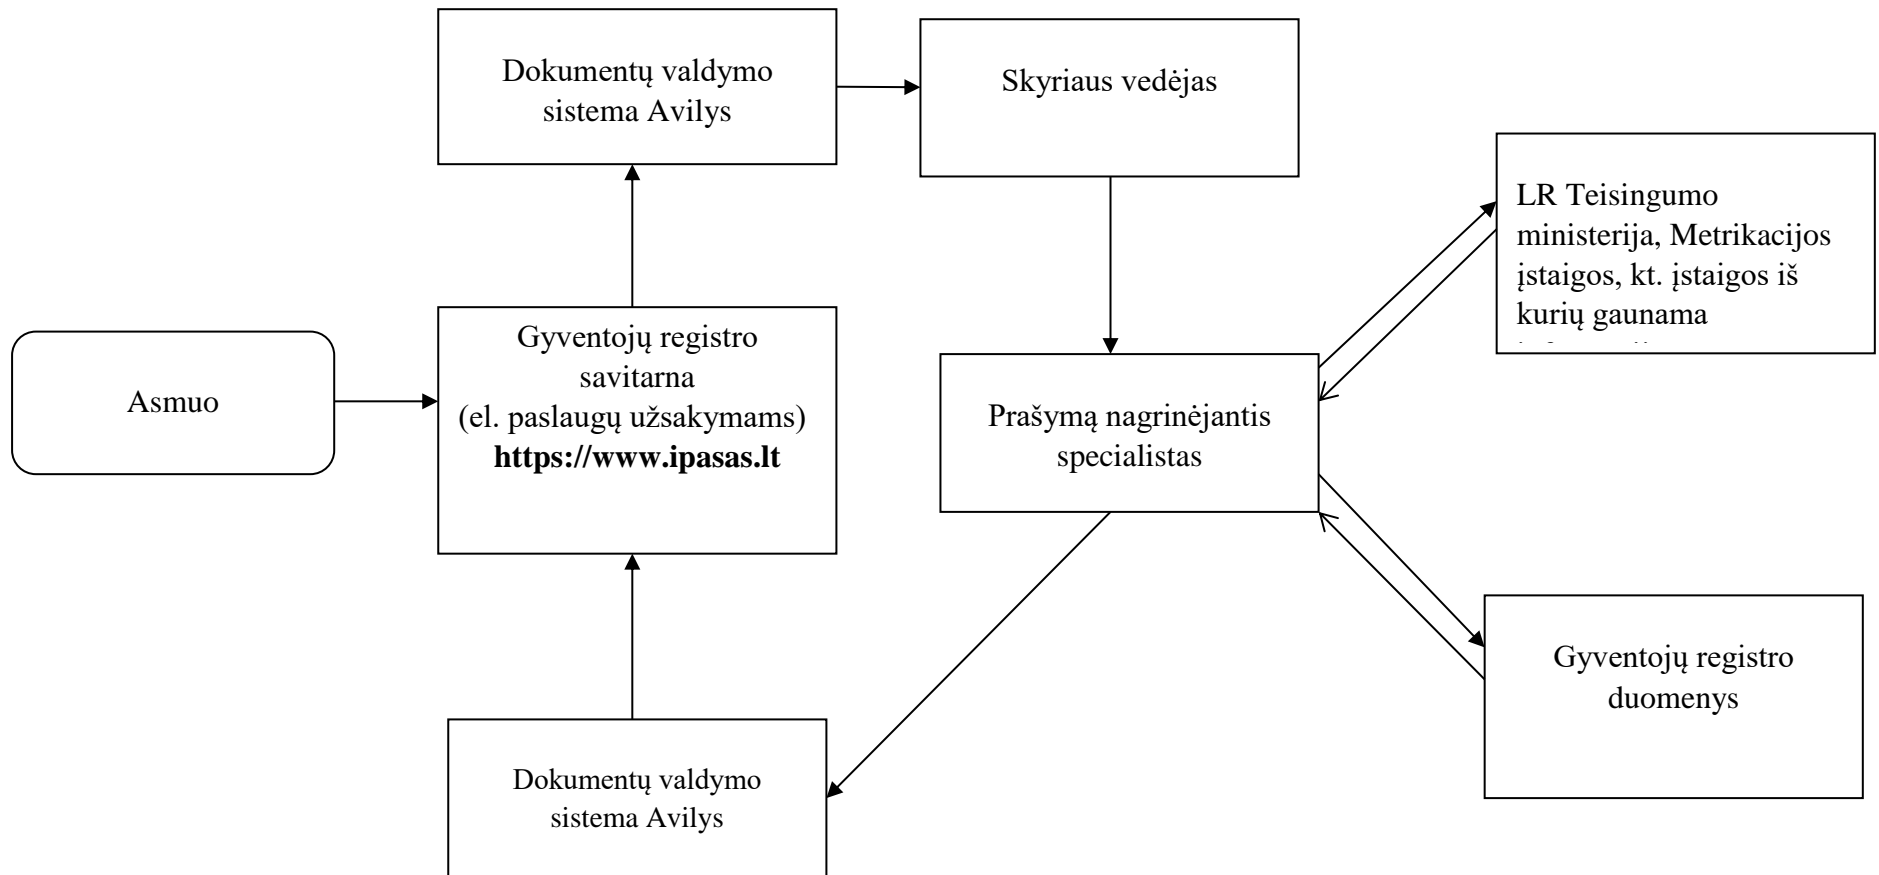 Dokumentų valdymo
sistema Avilys
Skyriaus vedėjas
LR Teisingumo
ministerija, Metrikacijos
įstaigos, kt. įstaigos iš
kurių gaunama
Gyventojų registro
savitarna
(el. paslaugų užsakymams)
https://www.ipasas.lt
Asmuo
Prašymą nagrinėjantis
specialistas
Gyventojų registro
duomenys
Dokumentų valdymo
sistema Avilys